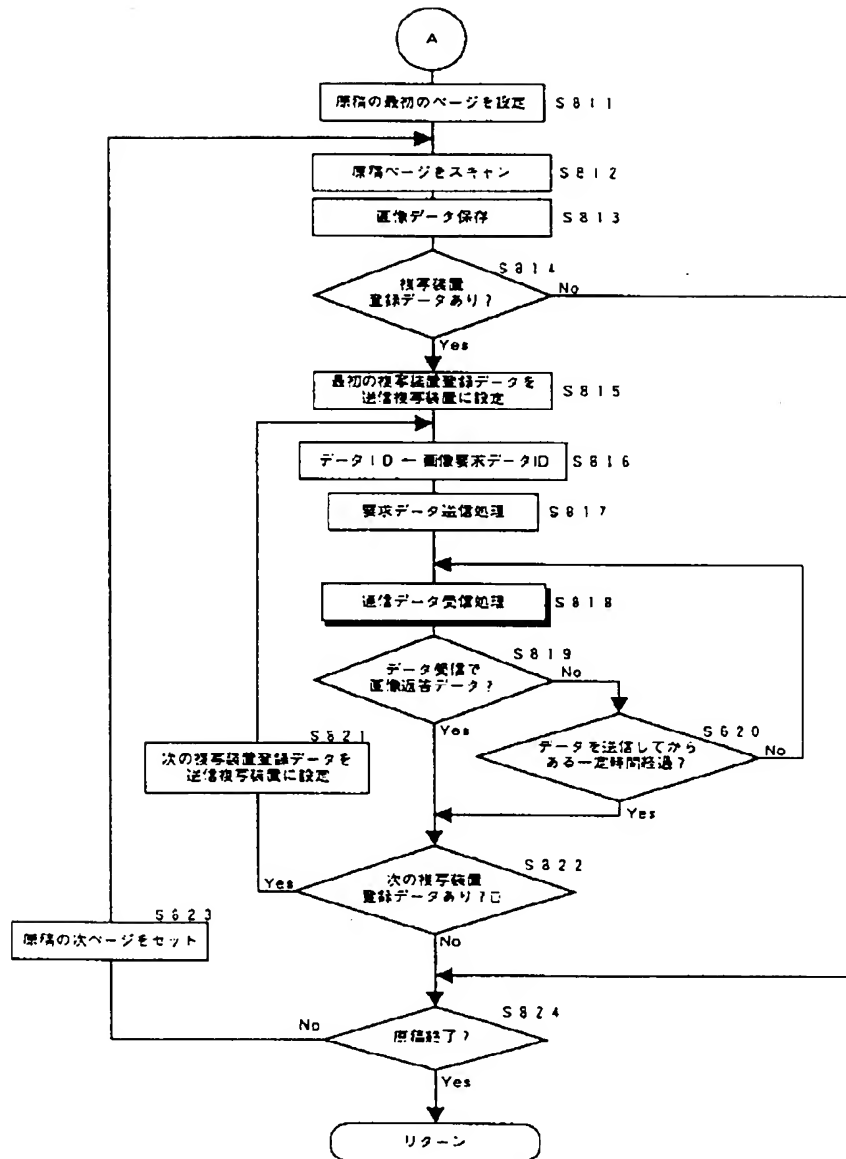 A
原稿の最初のページを設定
S811
原稿ページをスキャン
S812
画像データ保存
S813
S814
複写装置
登録データあり?
No
Yes
最初の複写装置登録データを
送信複写装置に設定
S815
データID ← 画像要求データID
S816
要求データ送信処理
S817
通信データ受信処理
S818
S819
データ受信で
画像返答データ?
No
Yes
S820
データを送信してから
ある一定時間経過?
No
Yes
S821
次の複写装置登録データを
送信複写装置に設定
S822
次の複写装置
登録データあり?ロ
Yes
No
S823
原稿の次ページをセット
S824
原稿終了?
No
Yes
リターン